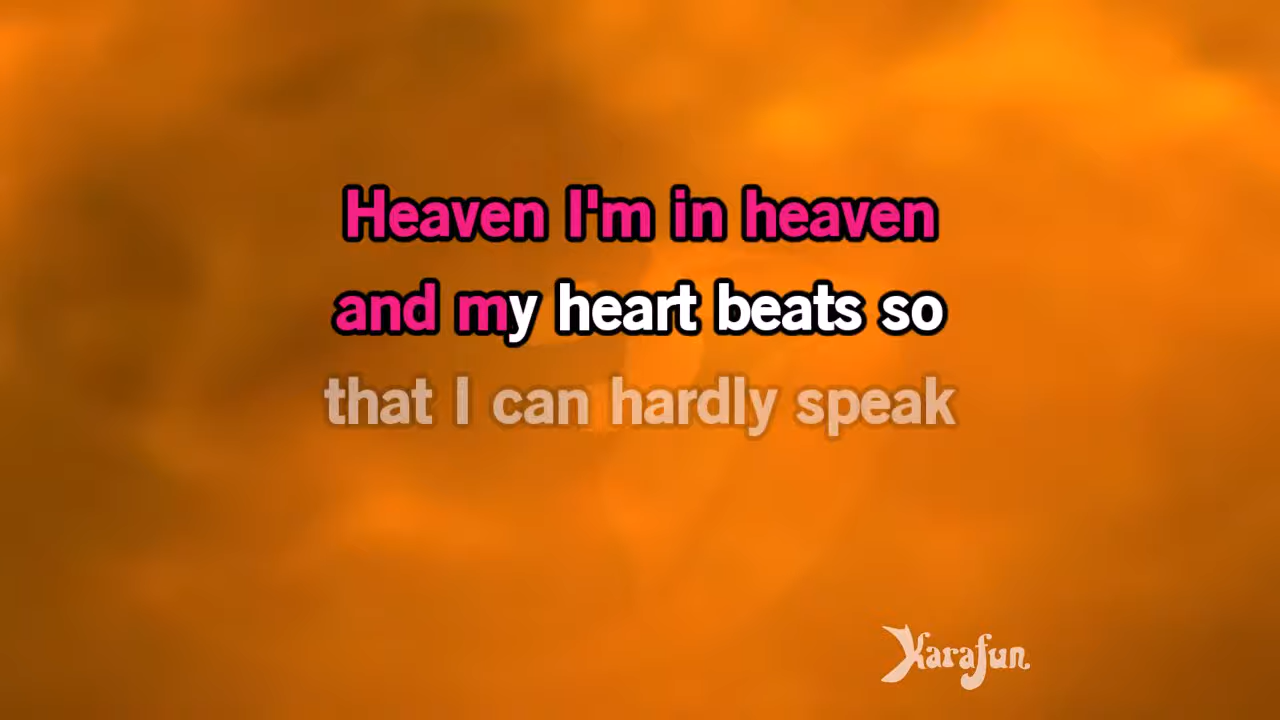 Heaven I'm in heaven
and my heart beats so
that I can hardly speak
Karafun